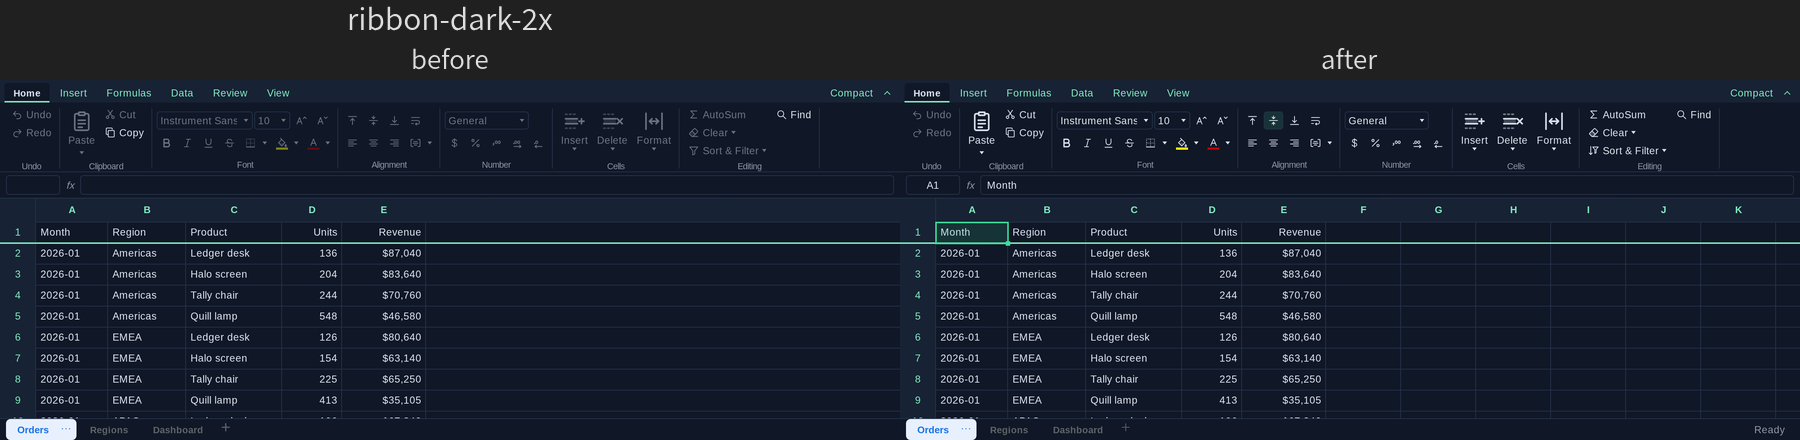 ribbon-dark-2x
before
after
Home Insert Formulas Data Review View Compact
Undo Cut Instrument Sans 10 General AutoSum Find
Redo Paste Copy Insert Delete Format Clear
B I U S A $ % Sort & Filter
Undo Clipboard Font Alignment Number Cells Editing
fx
A B C D E
1 Month Region Product Units Revenue
2 2026-01 Americas Ledger desk 136 $87,040
3 2026-01 Americas Halo screen 204 $83,640
4 2026-01 Americas Tally chair 244 $70,760
5 2026-01 Americas Quill lamp 548 $46,580
6 2026-01 EMEA Ledger desk 126 $80,640
7 2026-01 EMEA Halo screen 154 $63,140
8 2026-01 EMEA Tally chair 225 $65,250
9 2026-01 EMEA Quill lamp 413 $35,105
Orders ... Regions Dashboard +
Home Insert Formulas Data Review View Compact
Undo Cut Instrument Sans 10 General AutoSum Find
Redo Paste Copy Insert Delete Format Clear
B I U S A $ % Sort & Filter
Undo Clipboard Font Alignment Number Cells Editing
A1 fx Month
A B C D E F G H I J K
1 Month Region Product Units Revenue
2 2026-01 Americas Ledger desk 136 $87,040
3 2026-01 Americas Halo screen 204 $83,640
4 2026-01 Americas Tally chair 244 $70,760
5 2026-01 Americas Quill lamp 548 $46,580
6 2026-01 EMEA Ledger desk 126 $80,640
7 2026-01 EMEA Halo screen 154 $63,140
8 2026-01 EMEA Tally chair 225 $65,250
9 2026-01 EMEA Quill lamp 413 $35,105
Orders ... Regions Dashboard + Ready